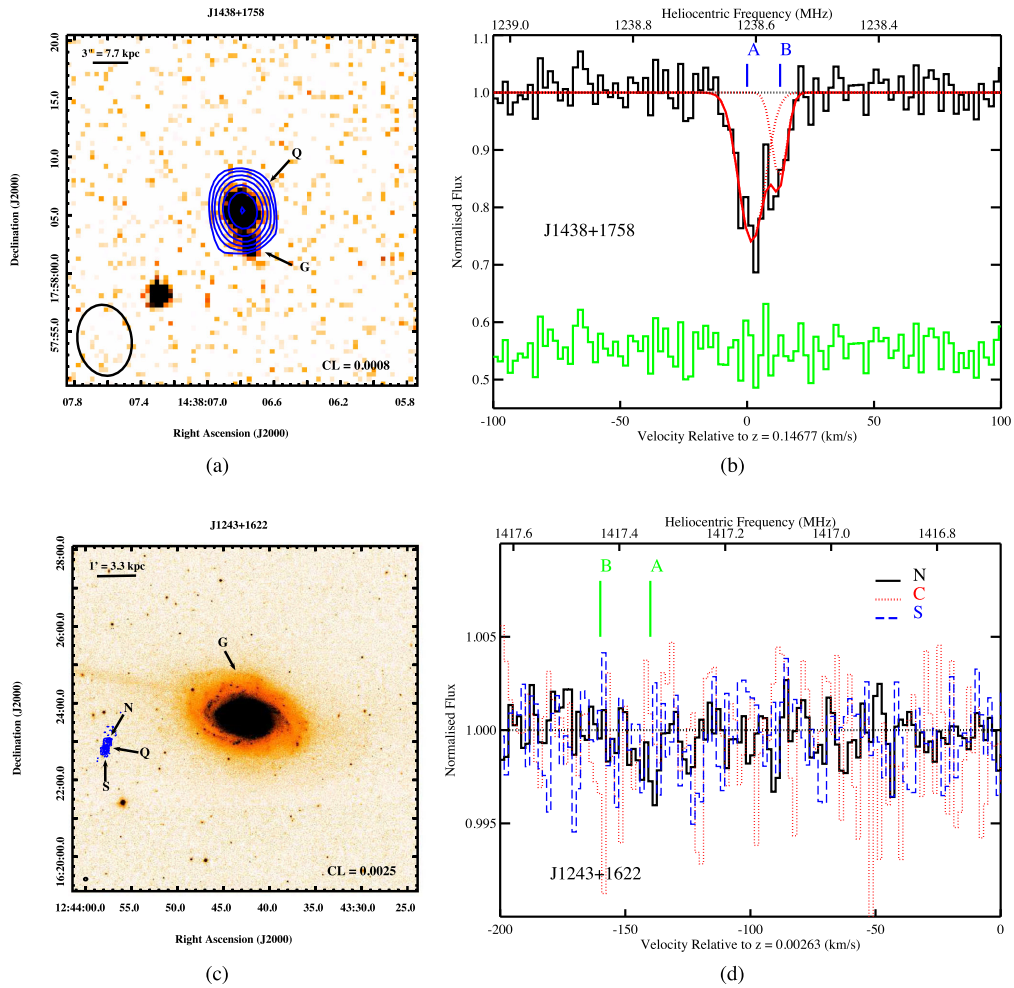 J1438+1758
3" = 7.7 kpc
Q
G
CL = 0.0008
20.0
15.0
10.0
05.0
17:58:00.0
57:55.0
Declination (J2000)
07.8 07.4 14:38:07.0 06.6 06.2 05.8
Right Ascension (J2000)
(a)
Heliocentric Frequency (MHz)
1239.0 1238.8 1238.6 1238.4
A B
J1438+1758
1.1
1.0
0.9
0.8
0.7
0.6
0.5
Normalised Flux
-100 -50 0 50 100
Velocity Relative to z = 0.14677 (km/s)
(b)
J1243+1622
1' = 3.3 kpc
G
N
Q
S
CL = 0.0025
28:00.0
26:00.0
24:00.0
22:00.0
16:20:00.0
Declination (J2000)
12:44:00.0 55.0 50.0 45.0 40.0 35.0 43:30.0 25.0
Right Ascension (J2000)
(c)
Heliocentric Frequency (MHz)
1417.6 1417.4 1417.2 1417.0 1416.8
B A
N
C
S
J1243+1622
1.005
1.000
0.995
Normalised Flux
-200 -150 -100 -50 0
Velocity Relative to z = 0.00263 (km/s)
(d)